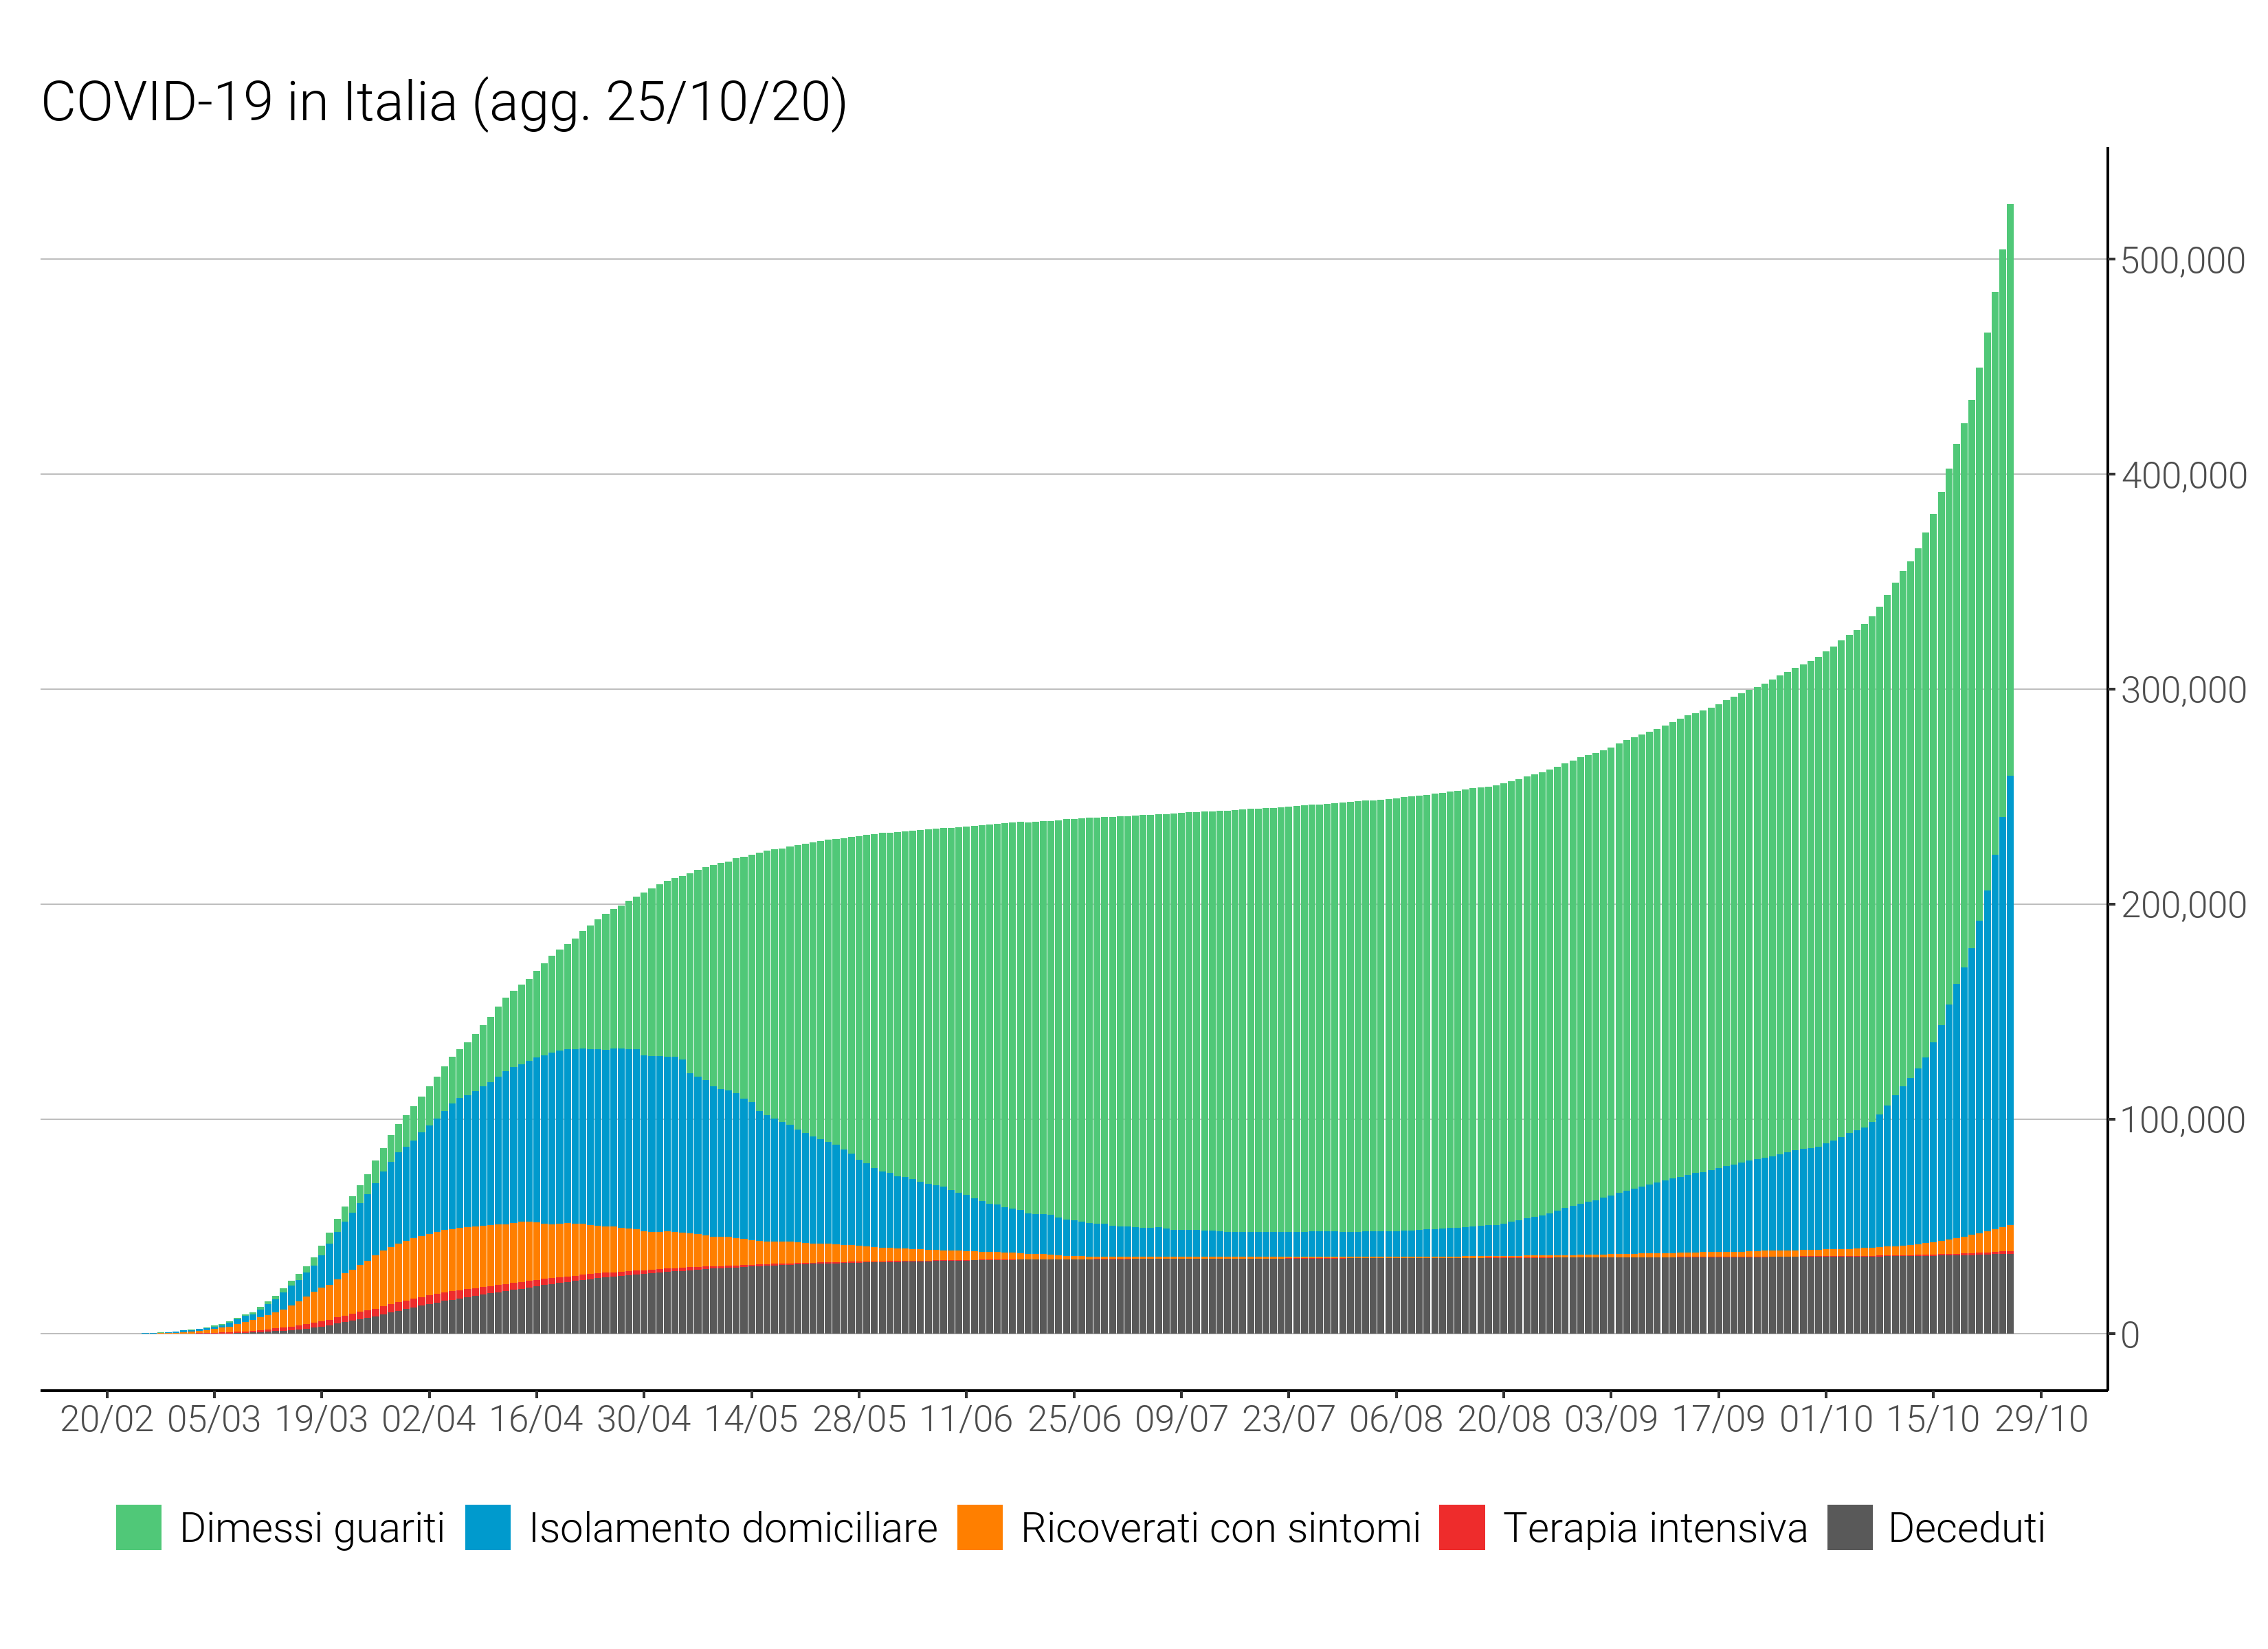 COVID-19 in Italia (agg. 25/10/20)
500,000
400,000
300,000
200,000
100,000
0
20/02 05/03 19/03 02/04 16/04 30/04 14/05 28/05 11/06 25/06 09/07 23/07 06/08 20/08 03/09 17/09 01/10 15/10 29/10
Dimessi guariti Isolamento domiciliare Ricoverati con sintomi Terapia intensiva Deceduti